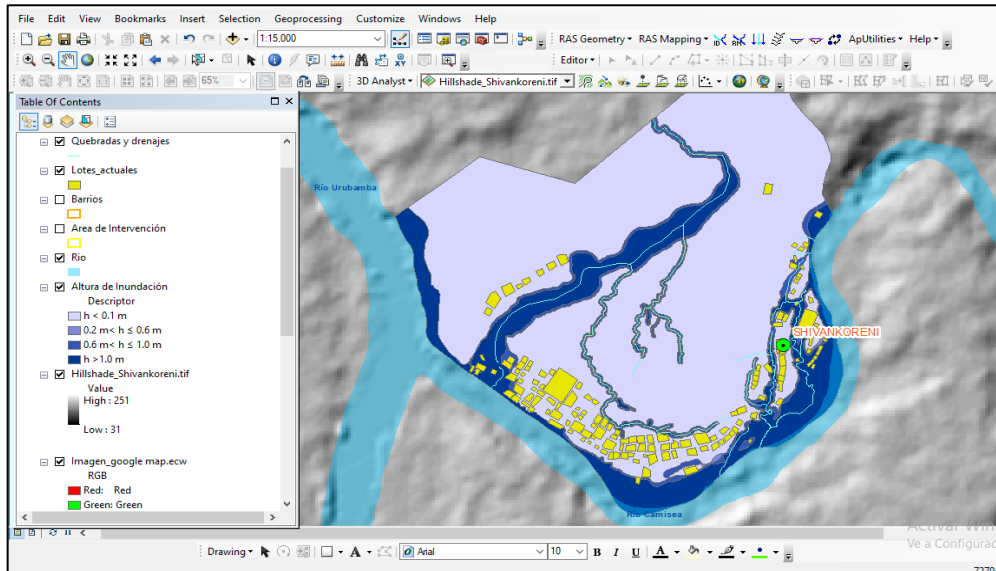 File Edit View Bookmarks Insert Selection Geoprocessing Customize Windows Help
1:15,000
RAS Geometry RAS Mapping ApUtilities Help
Editor
65%
3D Analyst Hillshade_Shivankoreni.tif
Table Of Contents
Quebradas y drenajes
Lotes_actuales
Barrios
Area de Intervención
Rio
Altura de Inundación
Descriptor
h < 0.1 m
0.2 m< h ≤ 0.6 m
0.6 m< h ≤ 1.0 m
h >1.0 m
Hillshade_Shivankoreni.tif
Value
High : 251
Low : 31
Imagen_google map.ecw
RGB
Red: Red
Green: Green
Río Urubamba
SHIVANKORENI
Río Camisea
Activar Win
Ve a Configurac
Drawing A Arial 10 B I U A